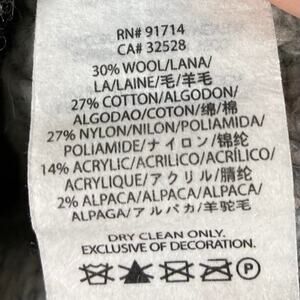 RN# 91714
CA# 32528
30% WOOL/LANA/
LA/LAINE/毛/羊毛
27% COTTON/ALGODON/
ALGODAO/COTON/綿/棉
27% NYLON/NILON/POLIAMIDA/
POLIAMIDE/ナイロン/锦纶
14% ACRYLIC/ACRILICO/ACRÍLICO/
ACRYLIQUE/アクリル/腈纶
2% ALPACA/ALPACA/ALPACA/
ALPAGA/アルパカ/羊驼毛
DRY CLEAN ONLY.
EXCLUSIVE OF DECORATION.
P